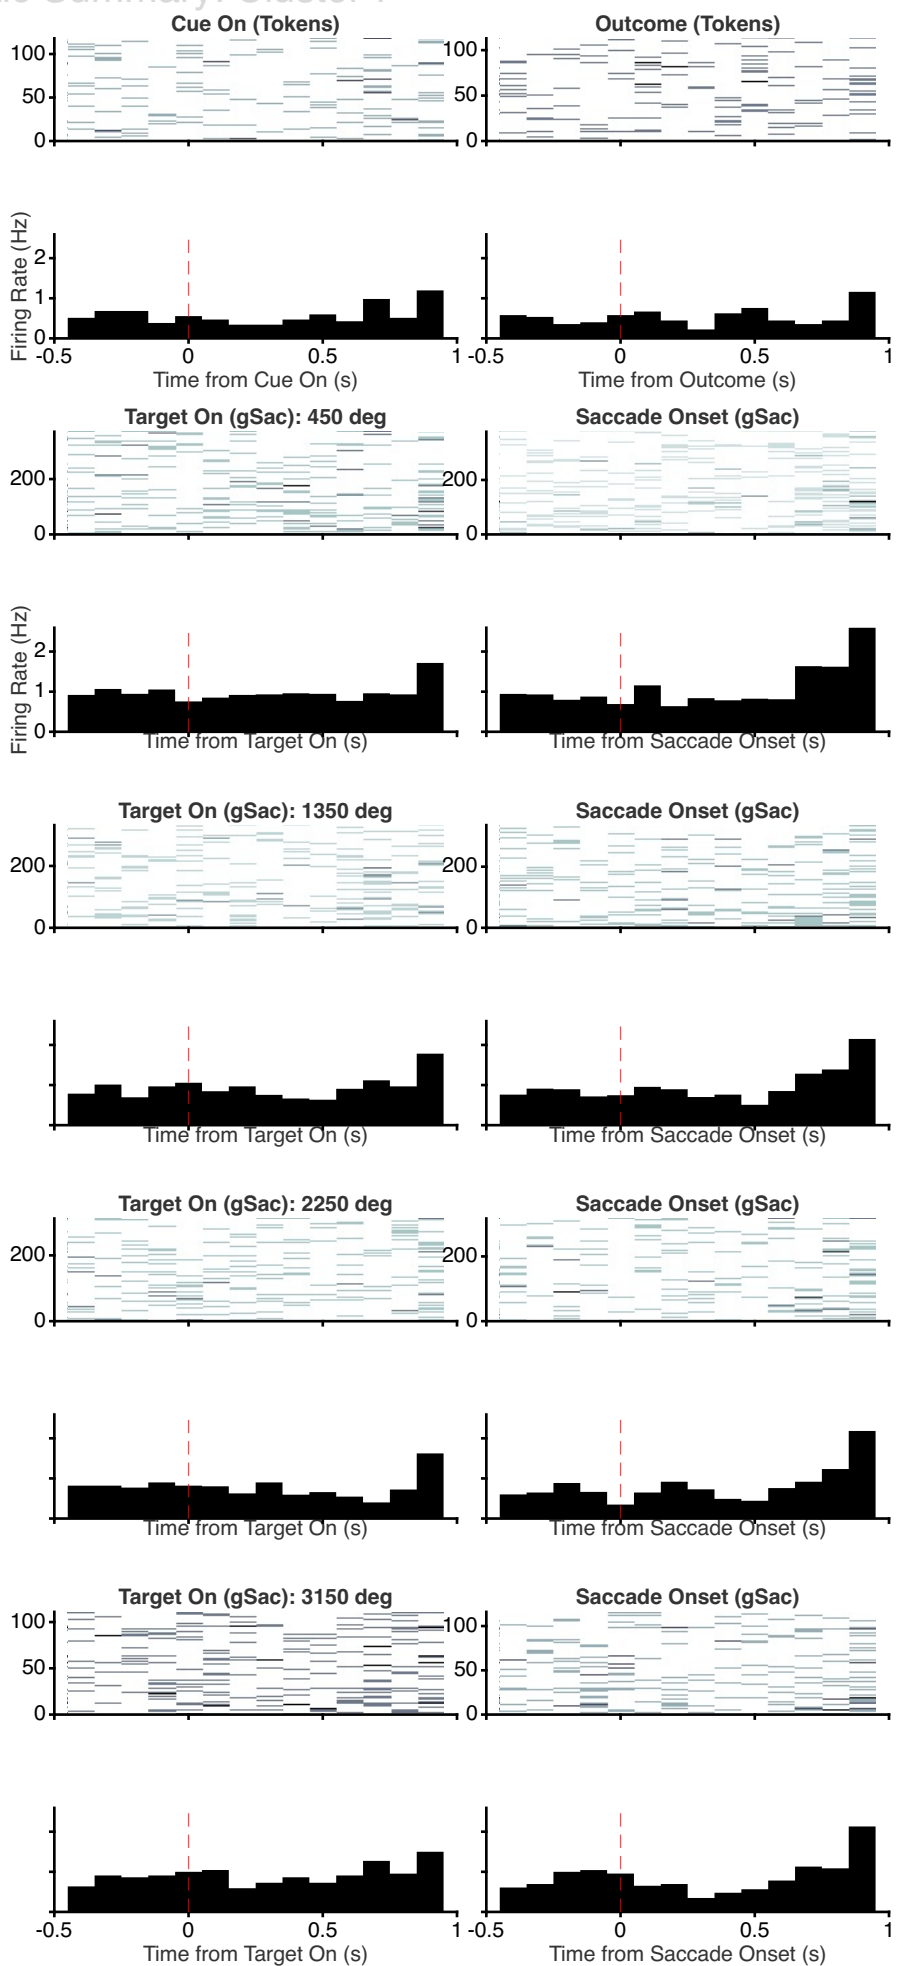 Summary: Cluster
Cue On (Tokens) Outcome (Tokens)
100 100
50 50
0 0
Firing Rate (Hz)
2
1
0
-0.5 0 0.5 1 -0.5 0 0.5 1
Time from Cue On (s) Time from Outcome (s)
Target On (gSac): 450 deg Saccade Onset (gSac)
200 200
0 0
Firing Rate (Hz)
2
1
0
Time from Target On (s) Time from Saccade Onset (s)
Target On (gSac): 1350 deg Saccade Onset (gSac)
200 200
0 0
Time from Target On (s) Time from Saccade Onset (s)
Target On (gSac): 2250 deg Saccade Onset (gSac)
200 200
0 0
Time from Target On (s) Time from Saccade Onset (s)
Target On (gSac): 3150 deg Saccade Onset (gSac)
100 100
50 50
0 0
-0.5 0 0.5 1 -0.5 0 0.5 1
Time from Target On (s) Time from Saccade Onset (s)